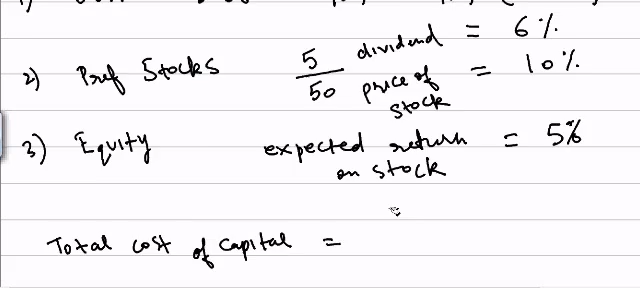 = 6%
2) Pref Stocks 5/50 dividend price of stock = 10%
3) Equity expected return on stock = 5%
Total cost of capital =